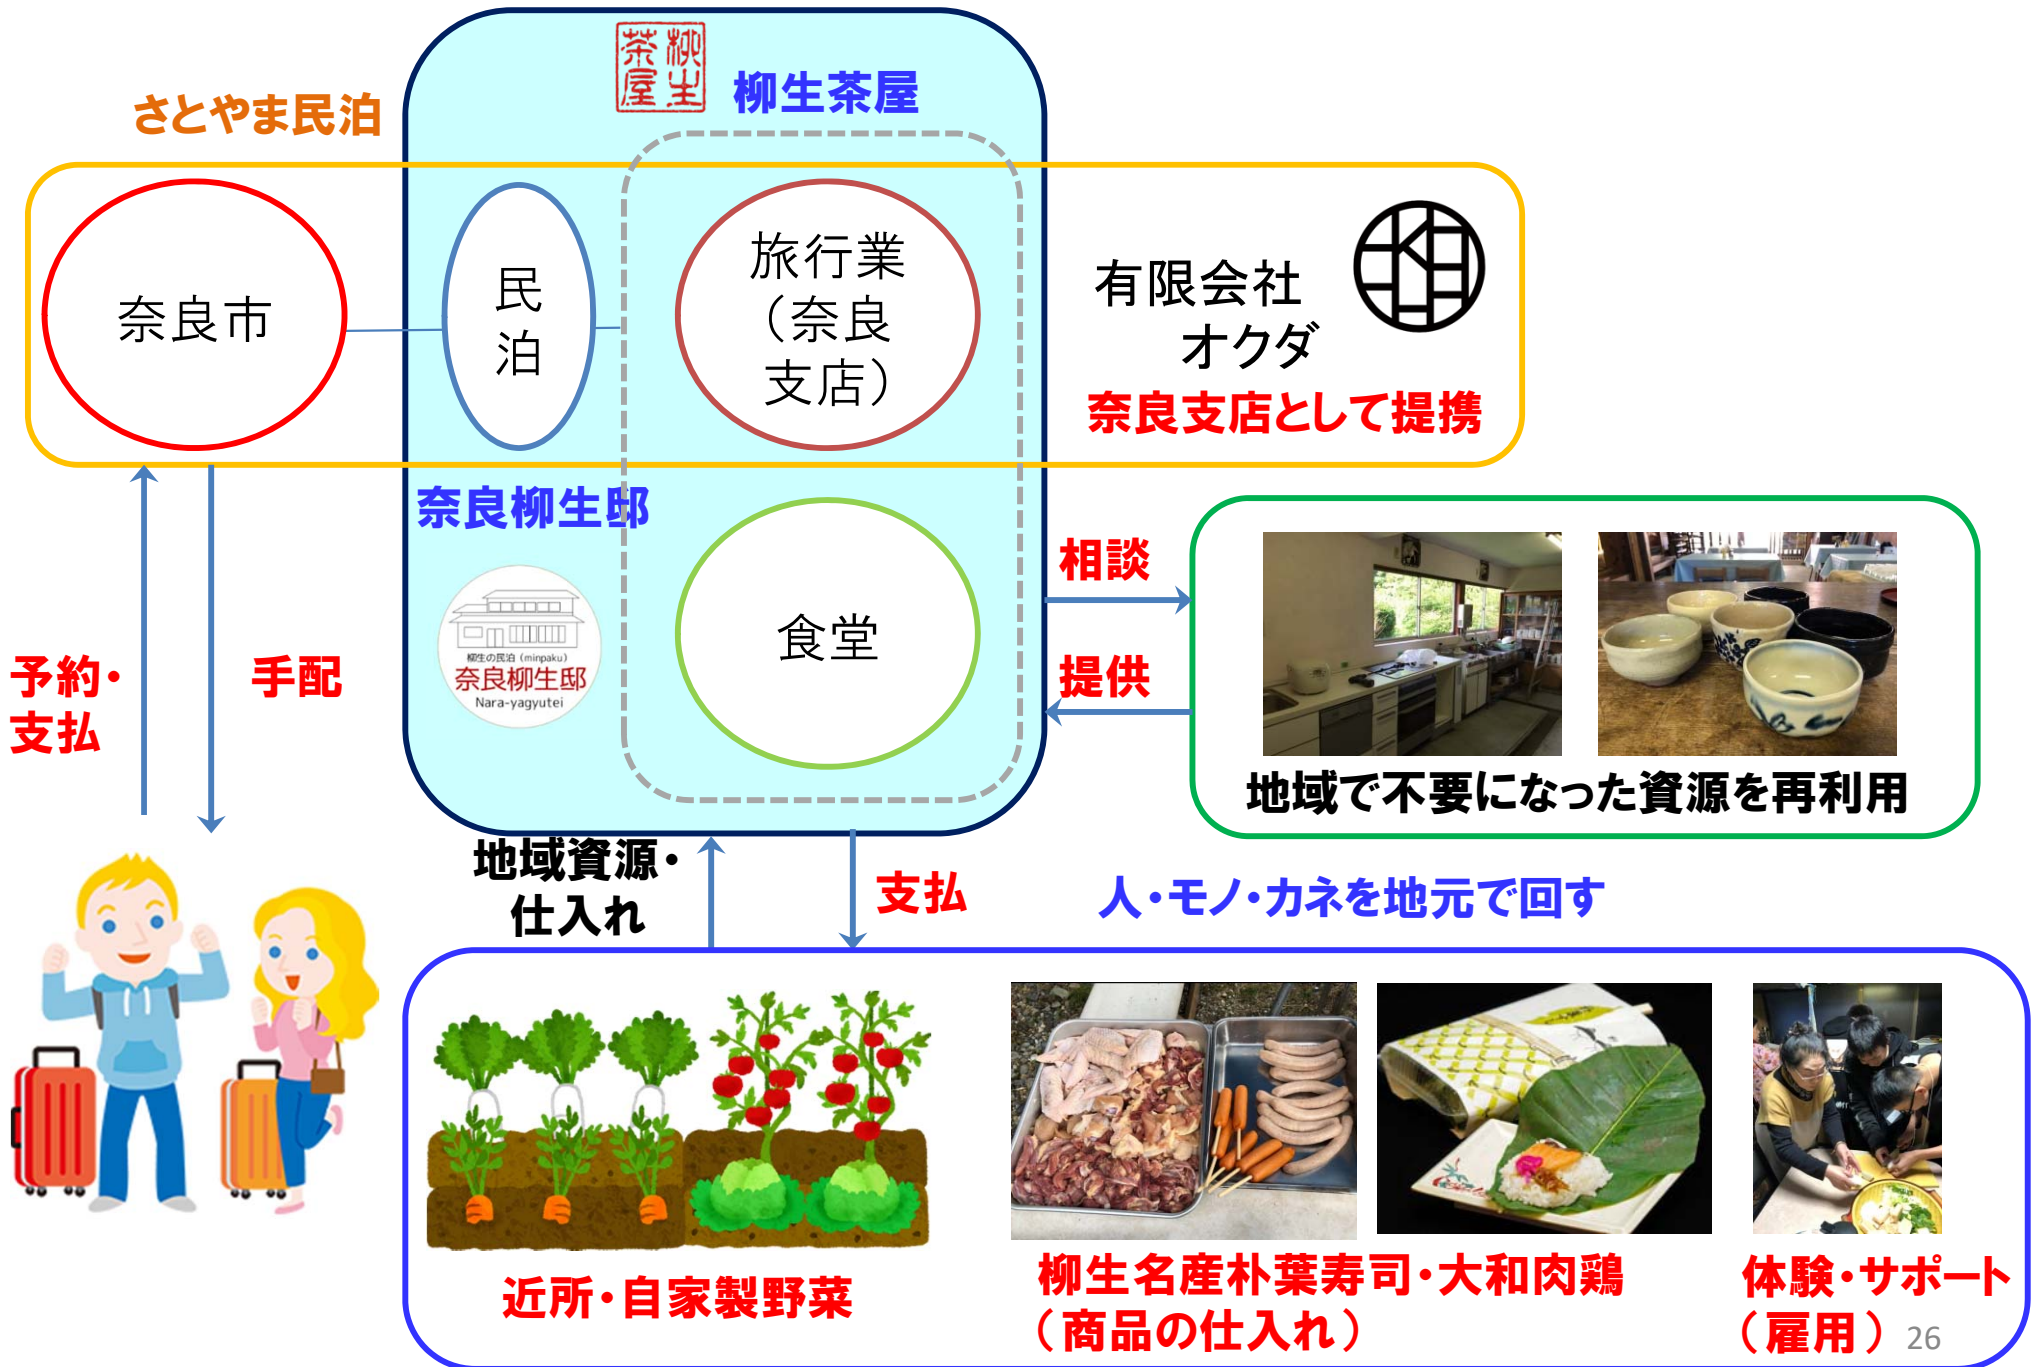 柳生
茶屋
柳生茶屋
さとやま民泊
奈良市
民
泊
旅行業
（奈良
支店）
有限会社
オクダ
奈良支店として提携
奈良柳生邸
柳生の民泊（minpaku）
奈良柳生邸
Nara-yagyutei
食堂
相談
提供
地域で不要になった資源を再利用
予約・
支払
手配
地域資源・
仕入れ
支払
人・モノ・カネを地元で回す
近所・自家製野菜
柳生名産朴葉寿司・大和肉鶏
（商品の仕入れ）
体験・サポート
（雇用）
26